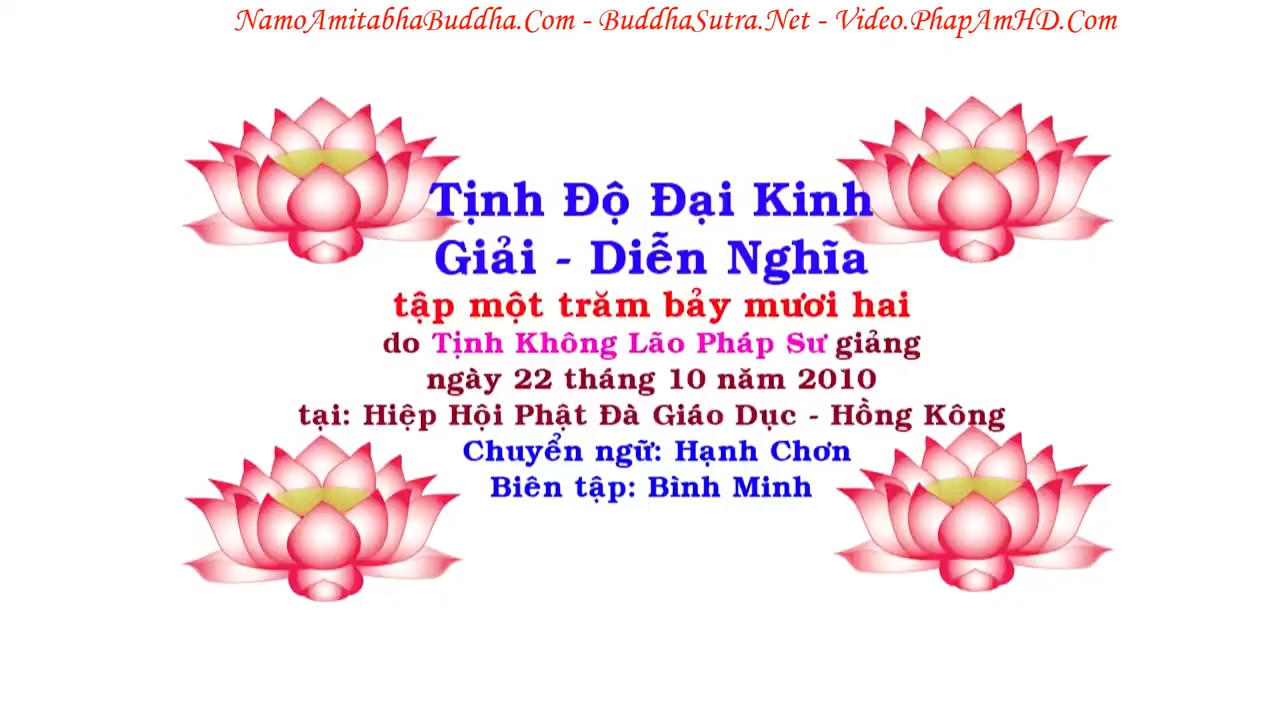 NamoAmitabhaBuddha.Com - BuddhaSutra.Net - Video.PhapAmHD.Com
Tịnh Độ Đại Kinh
Giải - Diễn Nghĩa
tập một trăm bảy mươi hai
do Tịnh Không Lão Pháp Sư giảng
ngày 22 tháng 10 năm 2010
tại: Hiệp Hội Phật Đà Giáo Dục - Hồng Kông
Chuyển ngữ: Hạnh Chơn
Biên tập: Bình Minh